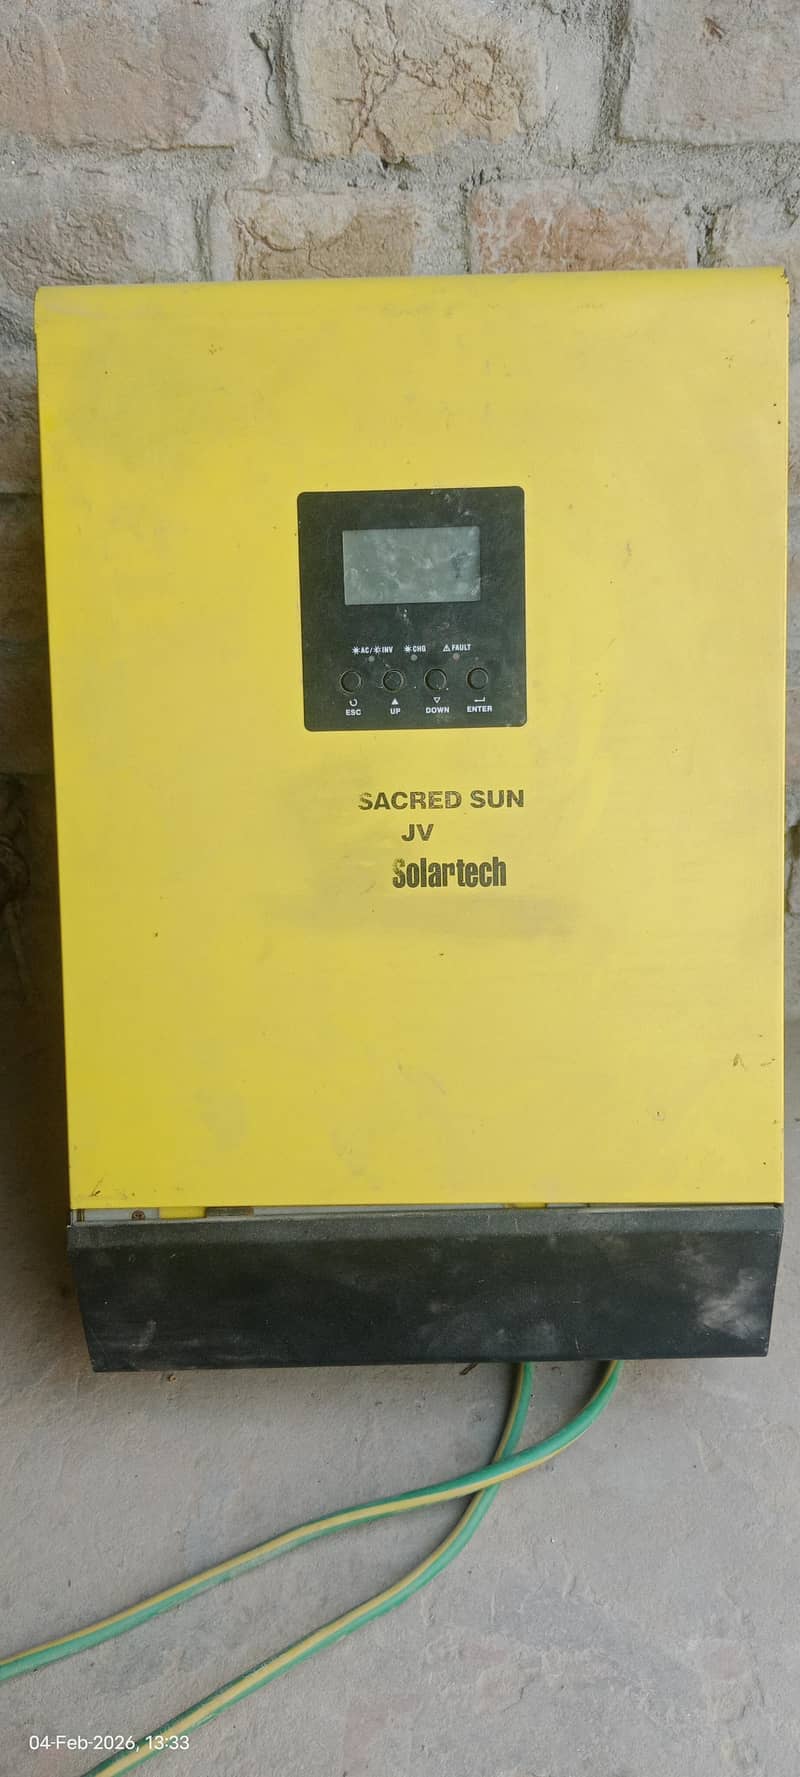 AC/INV CHG FAULT
ESC UP DOWN ENTER
SACRED SUN
JV
Solartech
04-Feb-2026, 13:33